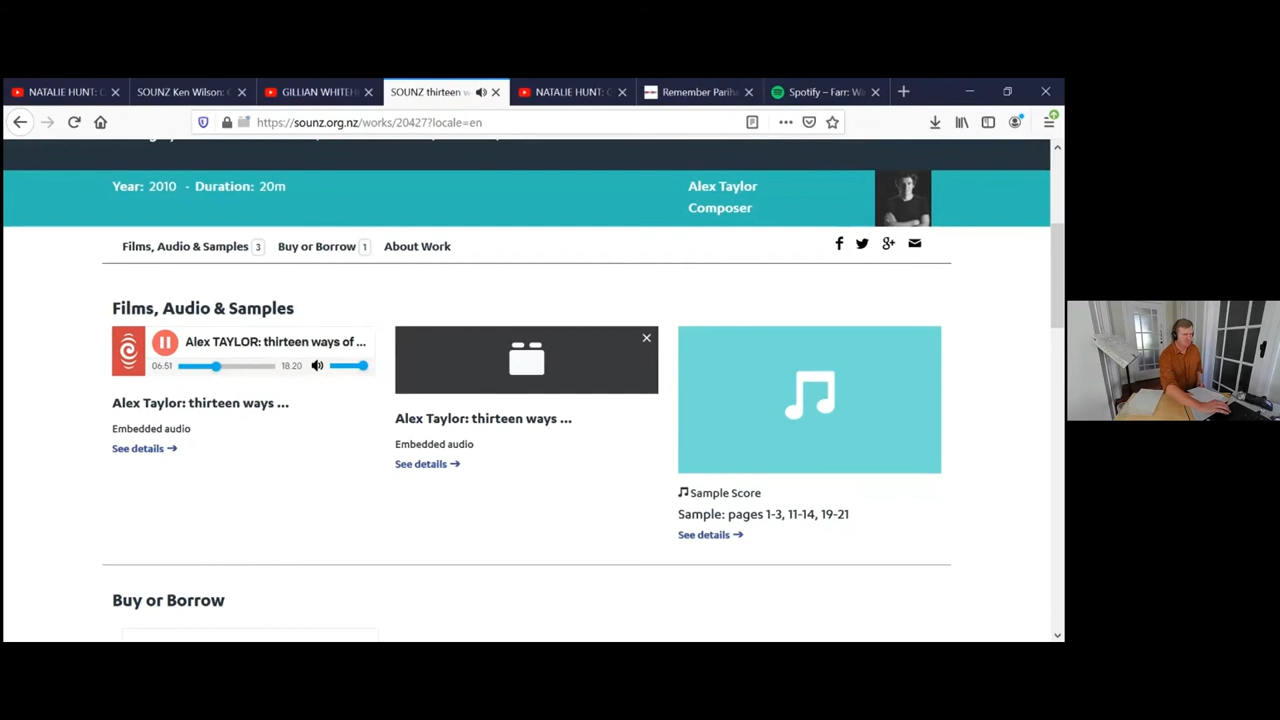 NATALIE HUNT: C
SOUNZ Ken Wilson: C
GILLIAN WHITEH
SOUNZ thirteen w
NATALIE HUNT: C
Remember Pariha
Spotify – Farr: Wa
https://sounz.org.nz/works/20427?locale=en
Year: 2010 · Duration: 20m
Alex Taylor
Composer
Films, Audio & Samples 3
Buy or Borrow 1
About Work
Films, Audio & Samples
Alex TAYLOR: thirteen ways of ...
06.51
18.20
Alex Taylor: thirteen ways ...
Embedded audio
See details →
Alex Taylor: thirteen ways ...
Embedded audio
See details →
Sample Score
Sample: pages 1-3, 11-14, 19-21
See details →
Buy or Borrow